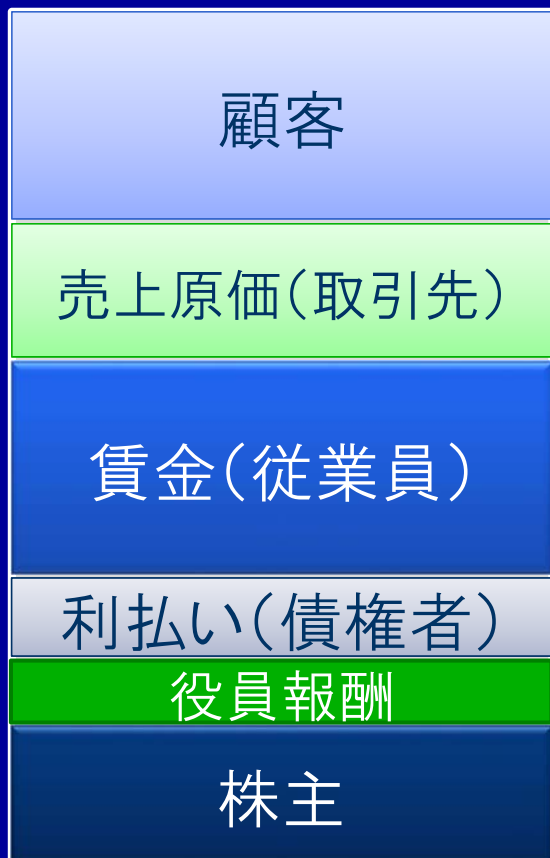 顧客
売上原価（取引先）
賃金（従業員）
利払い（債権者）
役員報酬
株主